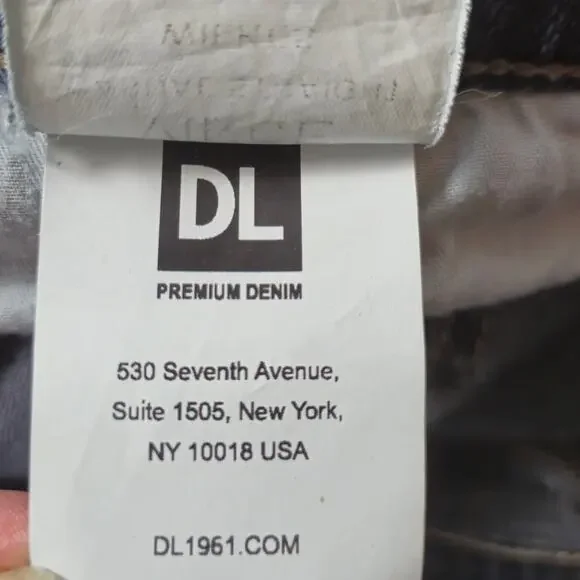 DL
PREMIUM DENIM
530 Seventh Avenue,
Suite 1505, New York,
NY 10018 USA
DL1961.COM